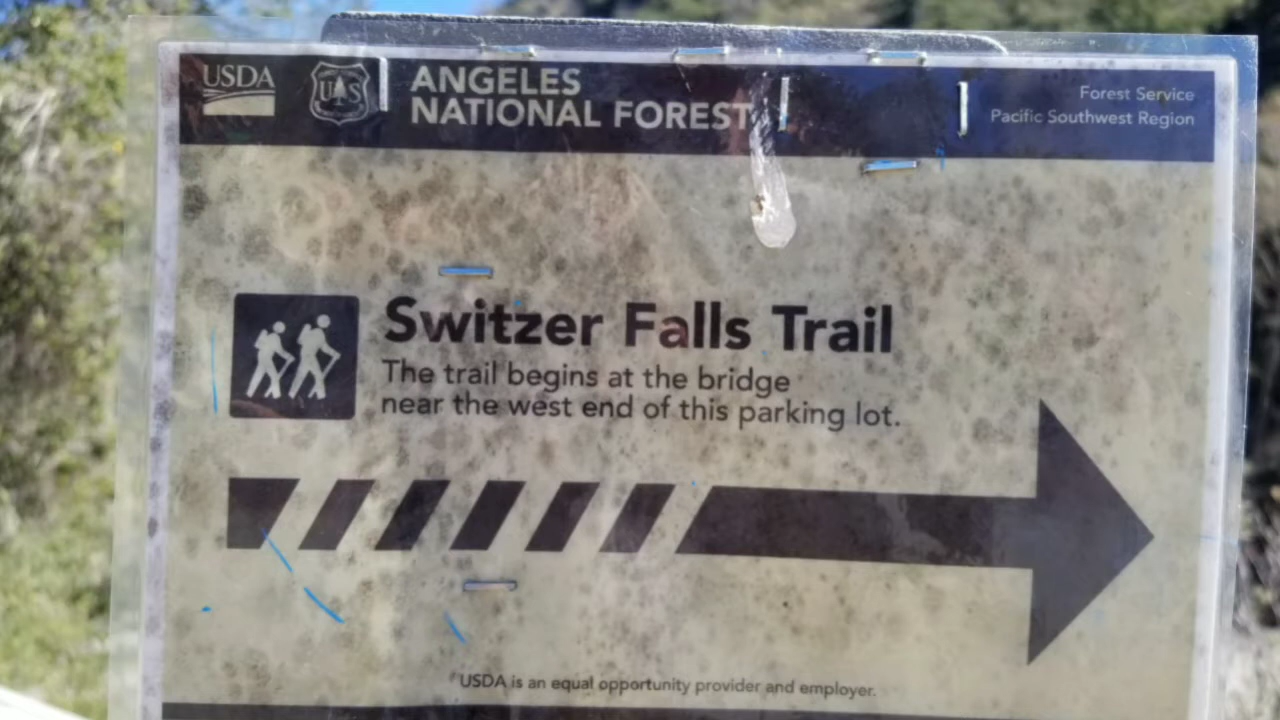 USDA
U S
ANGELES
NATIONAL FOREST
Forest Service
Pacific Southwest Region
Switzer Falls Trail
The trail begins at the bridge
near the west end of this parking lot.
USDA is an equal opportunity provider and employer.